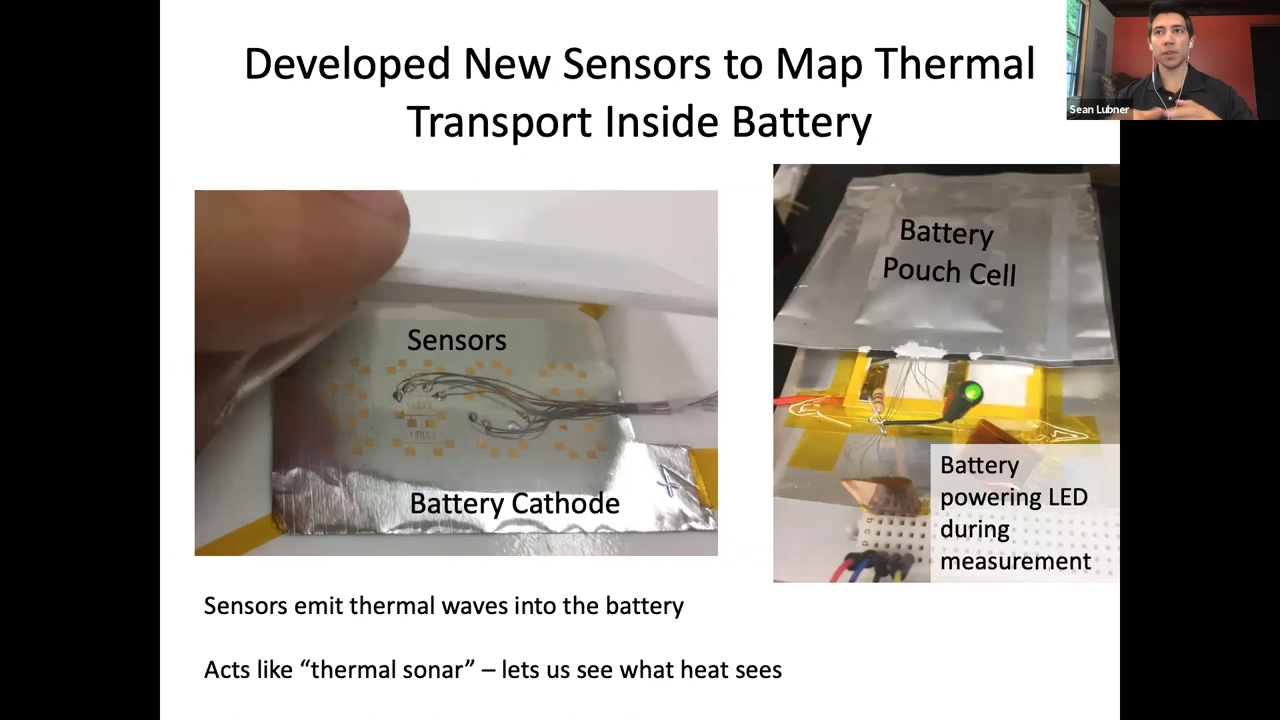 Developed New Sensors to Map Thermal
Transport Inside Battery
Sean Lubner
Sensors
Battery Cathode
Battery
Pouch Cell
Battery
powering LED
during
measurement
Sensors emit thermal waves into the battery
Acts like “thermal sonar” – lets us see what heat sees